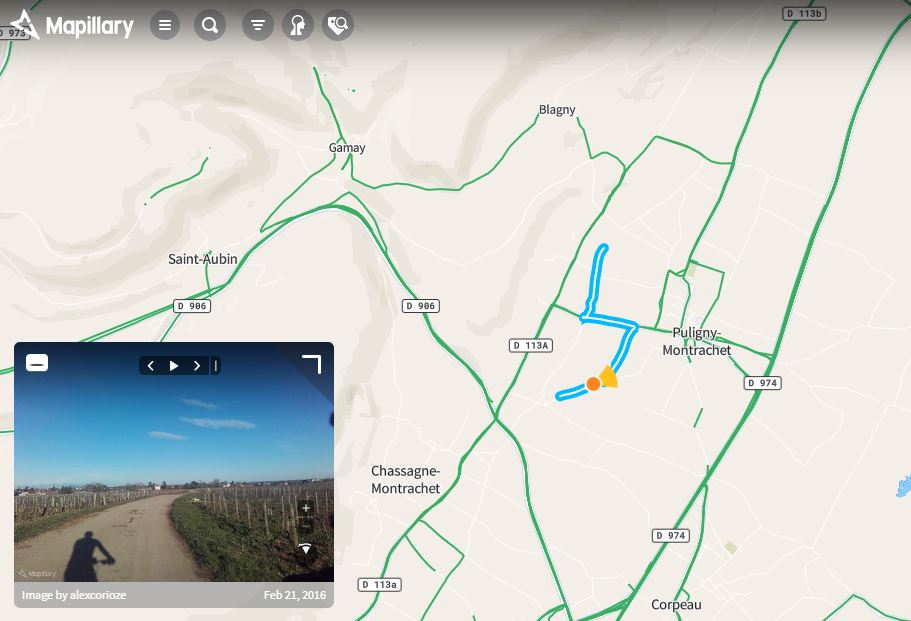 D 973
Mapillary
D 113b
Blagny
Gamay
Saint-Aubin
D 906
D 906
D 113A
Puligny-
Montrachet
D 974
Chassagne-
Montrachet
D 974
D 113a
Corpeau
Mapillary
Image by alexcorioze
Feb 21, 2016